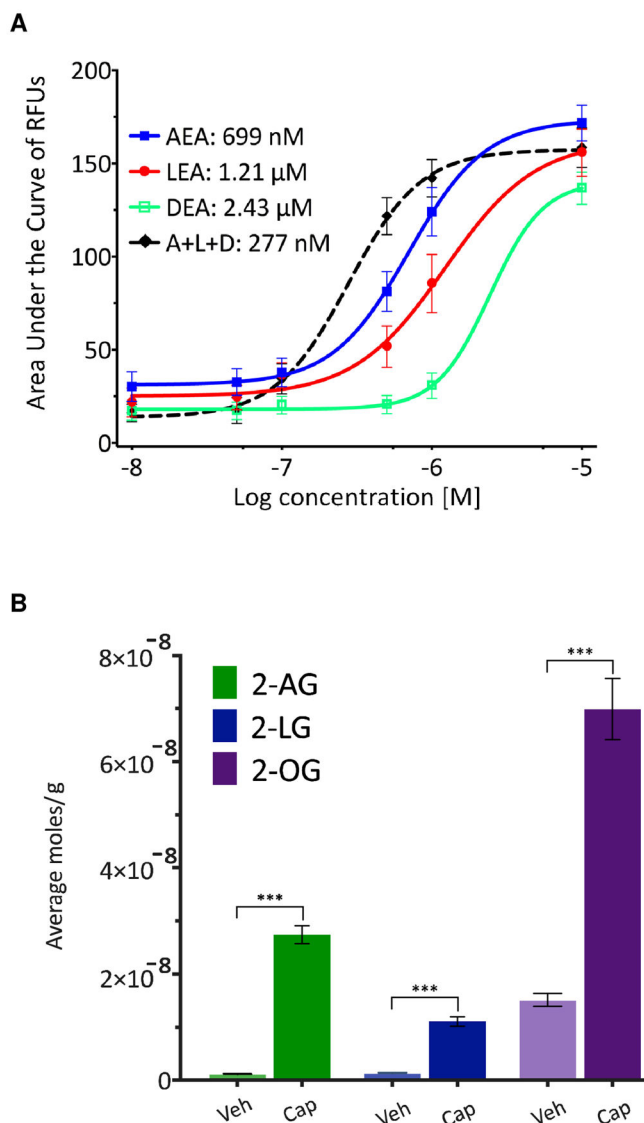 A
Area Under the Curve of RFUs
200
150
100
50
0
AEA: 699 nM
LEA: 1.21 µM
DEA: 2.43 µM
A+L+D: 277 nM
-8 -7 -6 -5
Log concentration [M]
B
Average moles/g
8×10⁻⁸
6×10⁻⁸
4×10⁻⁸
2×10⁻⁸
0
2-AG
2-LG
2-OG
***
***
***
Veh Cap Veh Cap Veh Cap